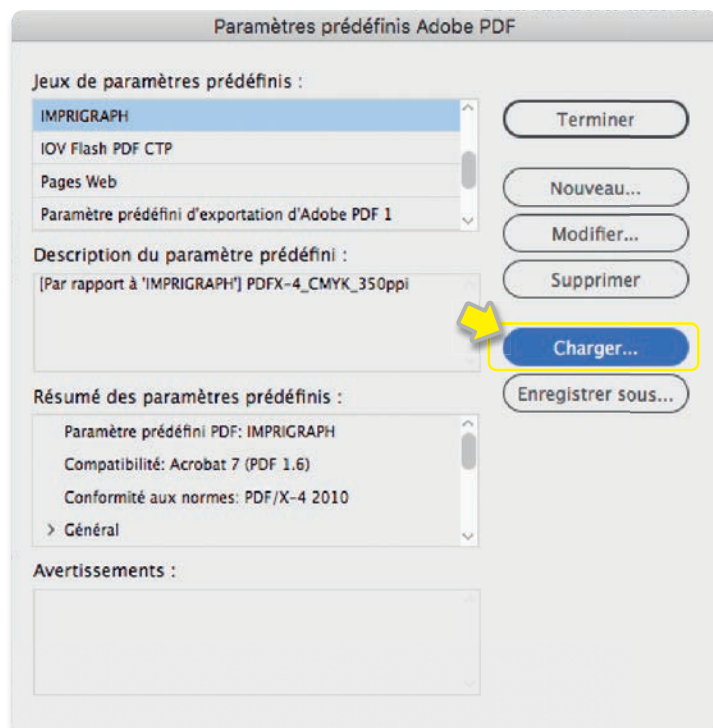 Paramètres prédéfinis Adobe PDF
Jeux de paramètres prédéfinis :
IMPRIGRAPH
IOV Flash PDF CTP
Pages Web
Paramètre prédéfini d'exportation d'Adobe PDF 1
Description du paramètre prédéfini :
[Par rapport à 'IMPRIGRAPH'] PDFX-4_CMYK_350ppi
Résumé des paramètres prédéfinis :
Paramètre prédéfini PDF: IMPRIGRAPH
Compatibilité: Acrobat 7 (PDF 1.6)
Conformité aux normes: PDF/X-4 2010
> Général
Avertissements :
Terminer
Nouveau...
Modifier...
Supprimer
Charger...
Enregistrer sous...